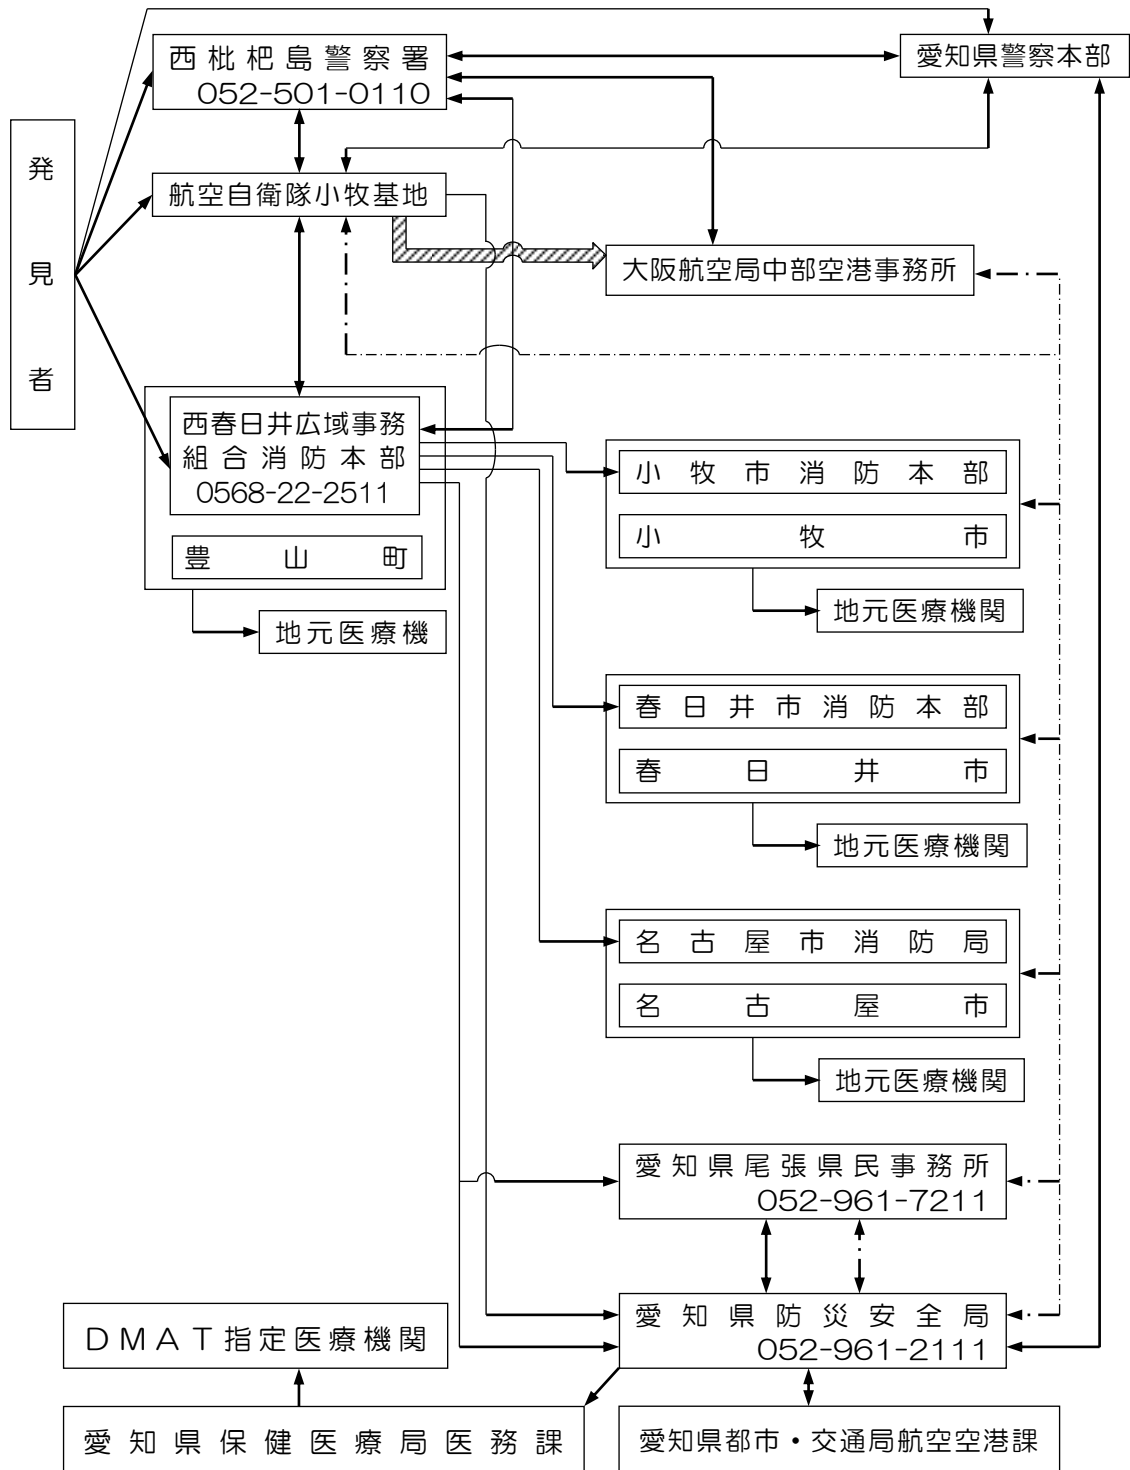 西枇杷島警察署
052-501-0110
愛知県警察本部
発見者
航空自衛隊小牧基地
大阪航空局中部空港事務所
西春日井広域事務
組合消防本部
0568-22-2511
豊山町
地元医療機
小牧市消防本部
小牧市
地元医療機関
春日井市消防本部
春日井市
地元医療機関
名古屋市消防局
名古屋市
地元医療機関
愛知県尾張県民事務所
052-961-7211
愛知県防災安全局
052-961-2111
DMAT指定医療機関
愛知県保健医療局医務課
愛知県都市・交通局航空空港課